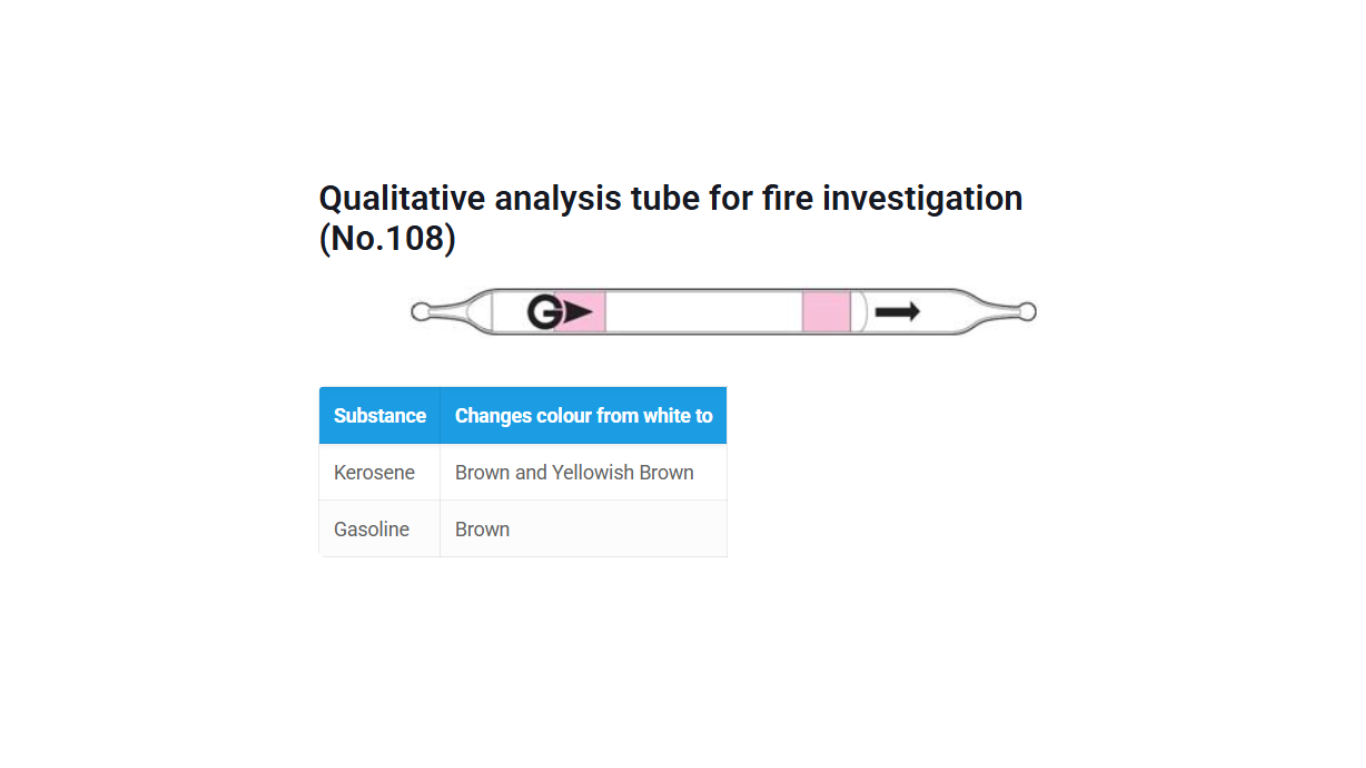 Qualitative analysis tube for fire investigation
(No.108)
G
Substance Changes colour from white to
Kerosene Brown and Yellowish Brown
Gasoline Brown